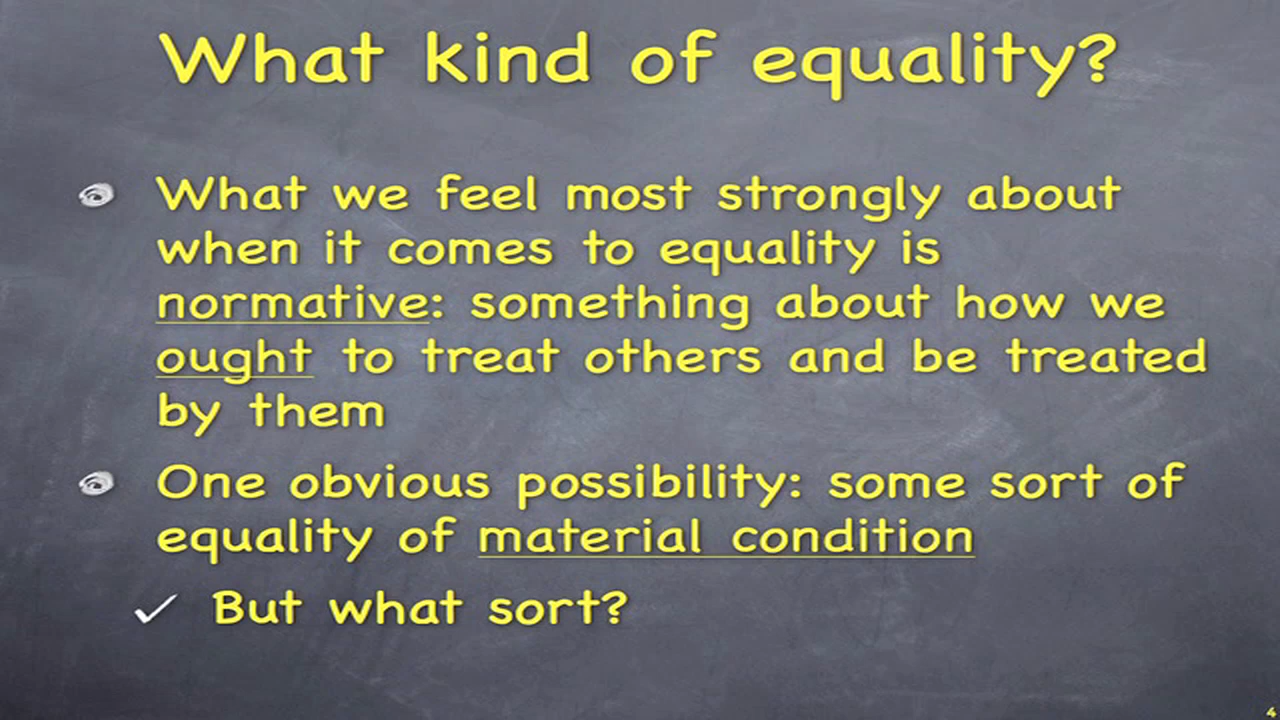 What kind of equality?
What we feel most strongly about
when it comes to equality is
normative: something about how we
ought to treat others and be treated
by them
One obvious possibility: some sort of
equality of material condition
But what sort?
4